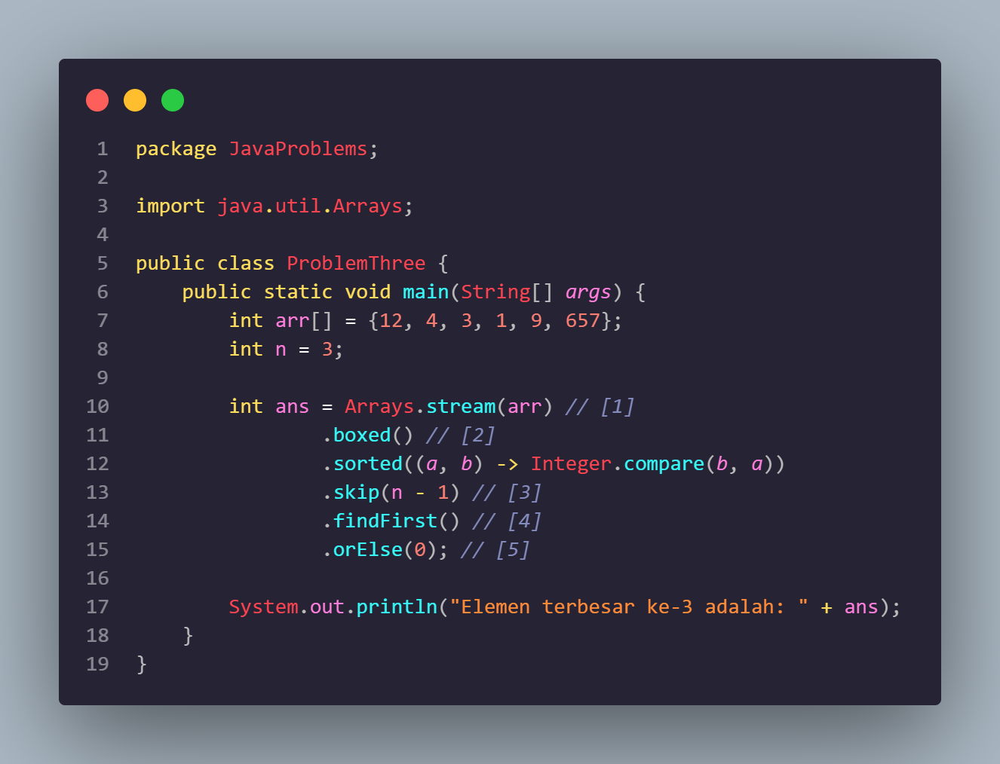 1 package JavaProblems;
2
3 import java.util.Arrays;
4
5 public class ProblemThree {
6     public static void main(String[] args) {
7         int arr[] = {12, 4, 3, 1, 9, 657};
8         int n = 3;
9
10         int ans = Arrays.stream(arr) // [1]
11                 .boxed() // [2]
12                 .sorted((a, b) -> Integer.compare(b, a))
13                 .skip(n - 1) // [3]
14                 .findFirst() // [4]
15                 .orElse(0); // [5]
16
17         System.out.println("Elemen terbesar ke-3 adalah: " + ans);
18     }
19 }